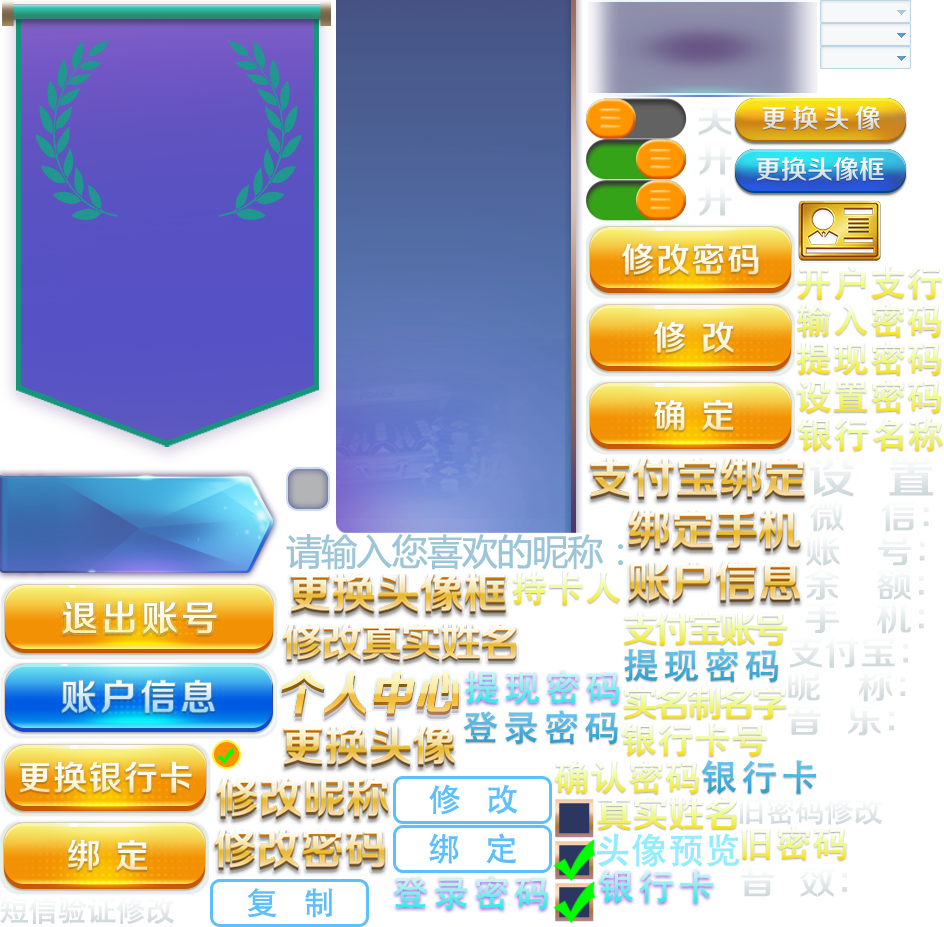 关
更换头像
开
更换头像框
开
修改密码
开户支行
输入密码
修改
提现密码
设置密码
确定
银行名称
支付宝绑定
设置
微信:
绑定手机
请输入您喜欢的昵称：
账号:
更换头像框
持卡人
账户信息
余额:
退出账号
手机:
修改真实姓名
支付宝账号
支付宝:
提现密码
账户信息
个人中心
提现密码
昵称:
实名制名字
登录密码
音乐:
更换头像
银行卡号
更换银行卡
确认密码
银行卡
修改昵称
修改
真实姓名
旧密码修改
绑定
修改密码
绑定
头像预览
旧密码
登录密码
银行卡
音效:
复制
短信验证修改